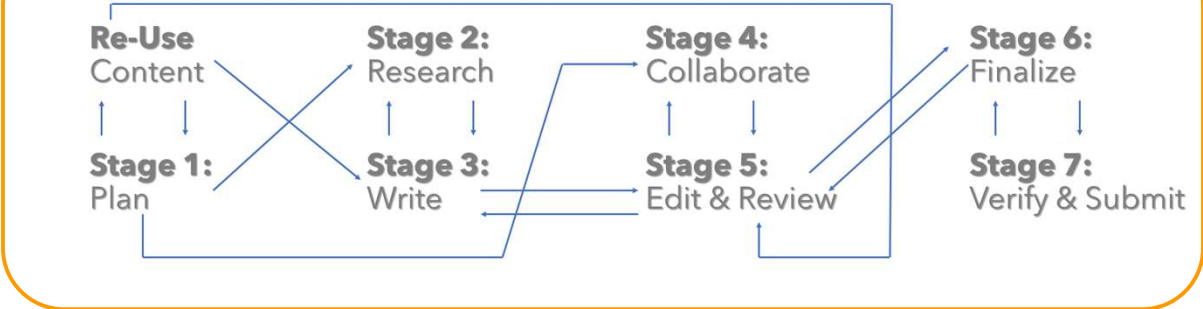 Re-Use
Content
Stage 1:
Plan
Stage 2:
Research
Stage 3:
Write
Stage 4:
Collaborate
Stage 5:
Edit & Review
Stage 6:
Finalize
Stage 7:
Verify & Submit